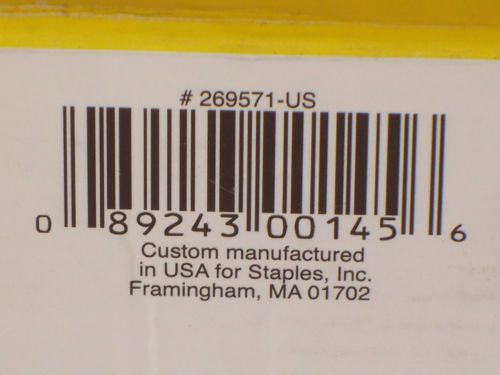 # 269571-US
0 89243 00145 6
Custom manufactured
in USA for Staples, Inc.
Framingham, MA 01702